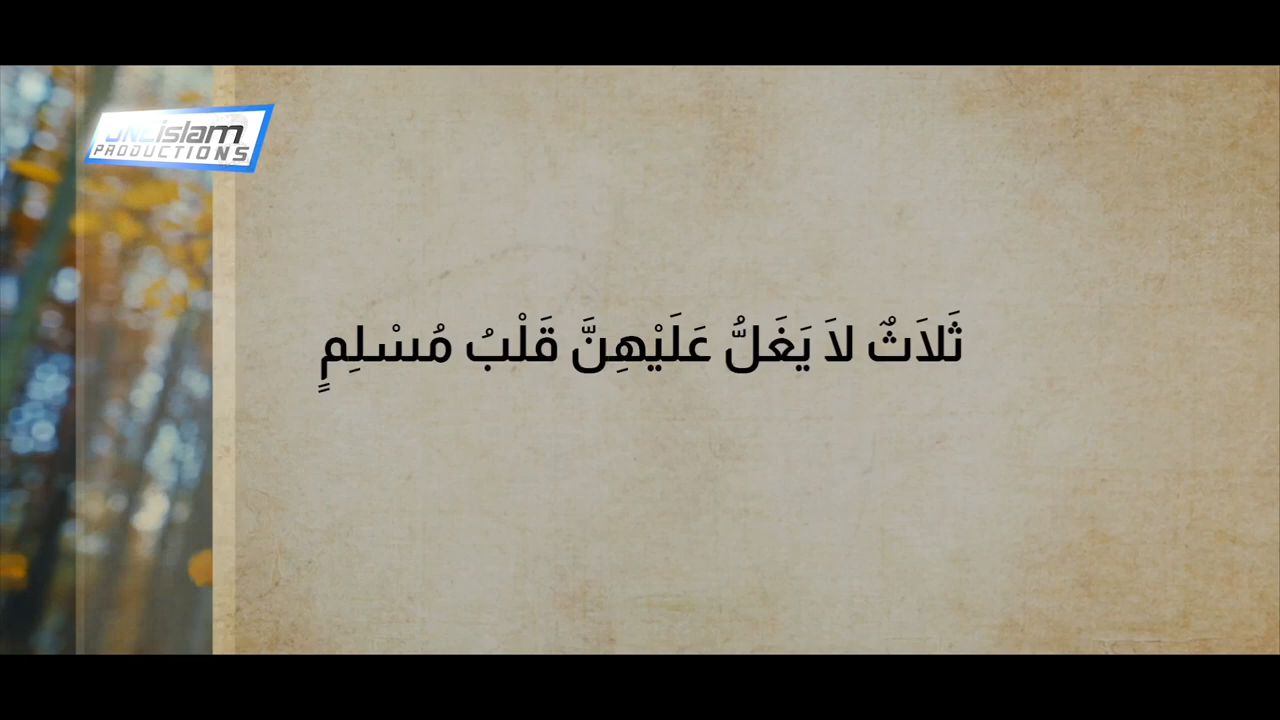 ONEislam
PRODUCTIONS
ثَلاَثٌ لاَ يَغَلُّ عَلَيْهِنَّ قَلْبُ مُسْلِمٍ